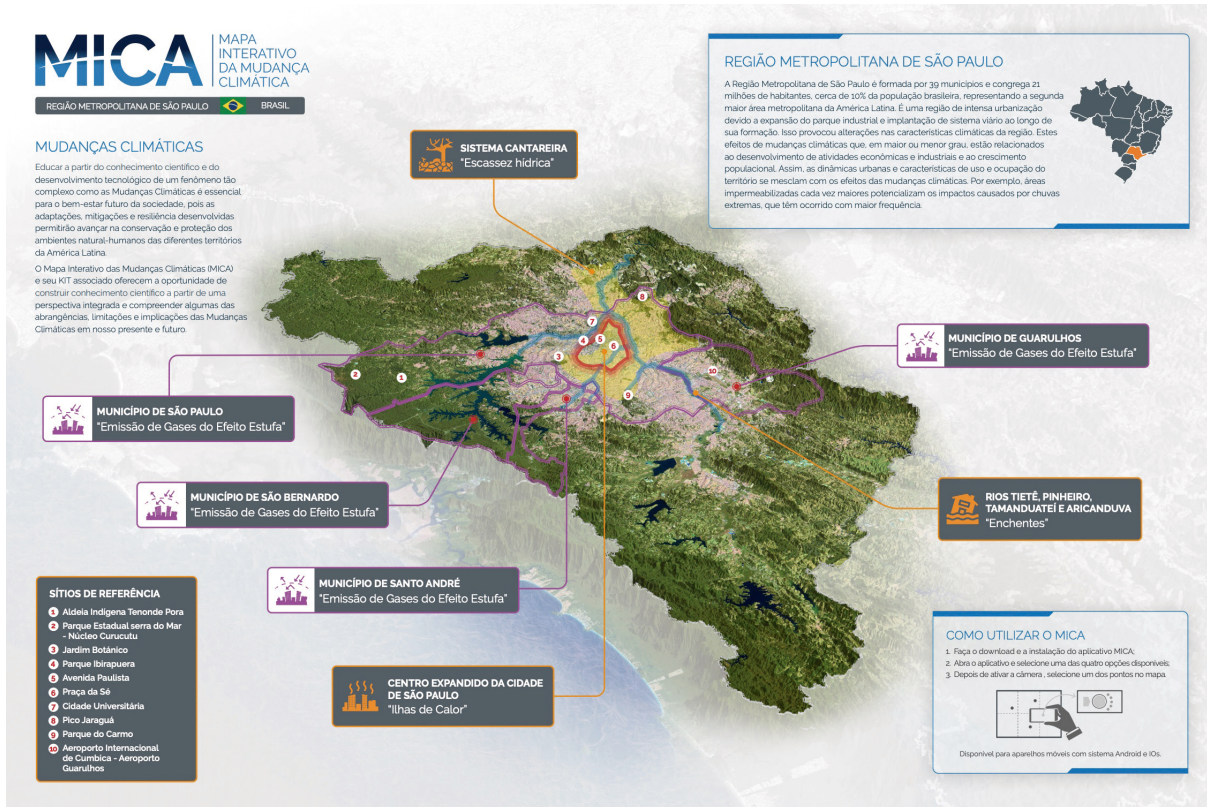 MICA
MAPA
INTERATIVO
DA MUDANÇA
CLIMÁTICA
REGIÃO METROPOLITANA DE SÃO PAULO BRASIL
MUDANÇAS CLIMÁTICAS
Educar a partir do conhecimento científico e do
desenvolvimento tecnológico de um fenômeno tão
complexo como as Mudanças Climáticas é essencial
para o bem-estar futuro da sociedade, pois as
adaptações, mitigações e resiliência desenvolvidas
permitirão avançar na conservação e proteção dos
ambientes natural-humanos das diferentes territórios
da América Latina.
O Mapa Interativo das Mudanças Climáticas (MICA)
e seu KIT associado oferecem a oportunidade de
construir conhecimento científico a partir de uma
perspectiva integrada e compreender algumas das
abrangências, limitações e implicações das Mudanças
Climáticas em nosso presente e futuro.
REGIÃO METROPOLITANA DE SÃO PAULO
A Região Metropolitana de São Paulo é formada por 39 municípios e congrega 21
milhões de habitantes, cerca de 10% da população brasileira, representando a segunda
maior área metropolitana da América Latina. É uma região de intensa urbanização
devido a expansão do parque industrial e implantação de sistema viário ao longo de
sua formação. Isso provocou alterações nas características climáticas da região. Estes
efeitos de mudanças climáticas que, em maior ou menor grau, estão relacionados
ao desenvolvimento de atividades econômicas e industriais e ao crescimento
populacional. Assim, as dinâmicas urbanas e características de uso e ocupação do
território se mesclam com os efeitos das mudanças climáticas. Por exemplo, áreas
impermeabilizadas cada vez maiores potencializam os impactos causados por chuvas
extremas, que têm ocorrido com maior frequência.
SISTEMA CANTAREIRA
"Escassez hídrica"
8
7
4
5
6
3
2
1
10
9
MUNICÍPIO DE GUARULHOS
"Emissão de Gases do Efeito Estufa"
MUNICÍPIO DE SÃO PAULO
"Emissão de Gases do Efeito Estufa"
MUNICÍPIO DE SÃO BERNARDO
"Emissão de Gases do Efeito Estufa"
RIOS TIETÊ, PINHEIRO,
TAMANDUATEÍ E ARICANDUVA
"Enchentes"
MUNICÍPIO DE SANTO ANDRÉ
"Emissão de Gases do Efeito Estufa"
CENTRO EXPANDIDO DA CIDADE
DE SÃO PAULO
"Ilhas de Calor"
SÍTIOS DE REFERÊNCIA
1 Aldeia Indígena Tenonde Pora
2 Parque Estadual serra do Mar
- Núcleo Curucutu
3 Jardim Botánico
4 Parque Ibirapuera
5 Avenida Paulista
6 Praça da Sé
7 Cidade Universitária
8 Pico Jaraguá
9 Parque do Carmo
10 Aeroporto Internacional
de Cumbica - Aeroporto
Guarulhos
COMO UTILIZAR O MICA
1. Faça o download e a instalação do aplicativo MICA;
2. Abra o aplicativo e selecione uma das quatro opções disponíveis;
3. Depois de ativar a câmera , selecione um dos pontos no mapa.
Disponível para aparelhos móveis com sistema Android e IOs.